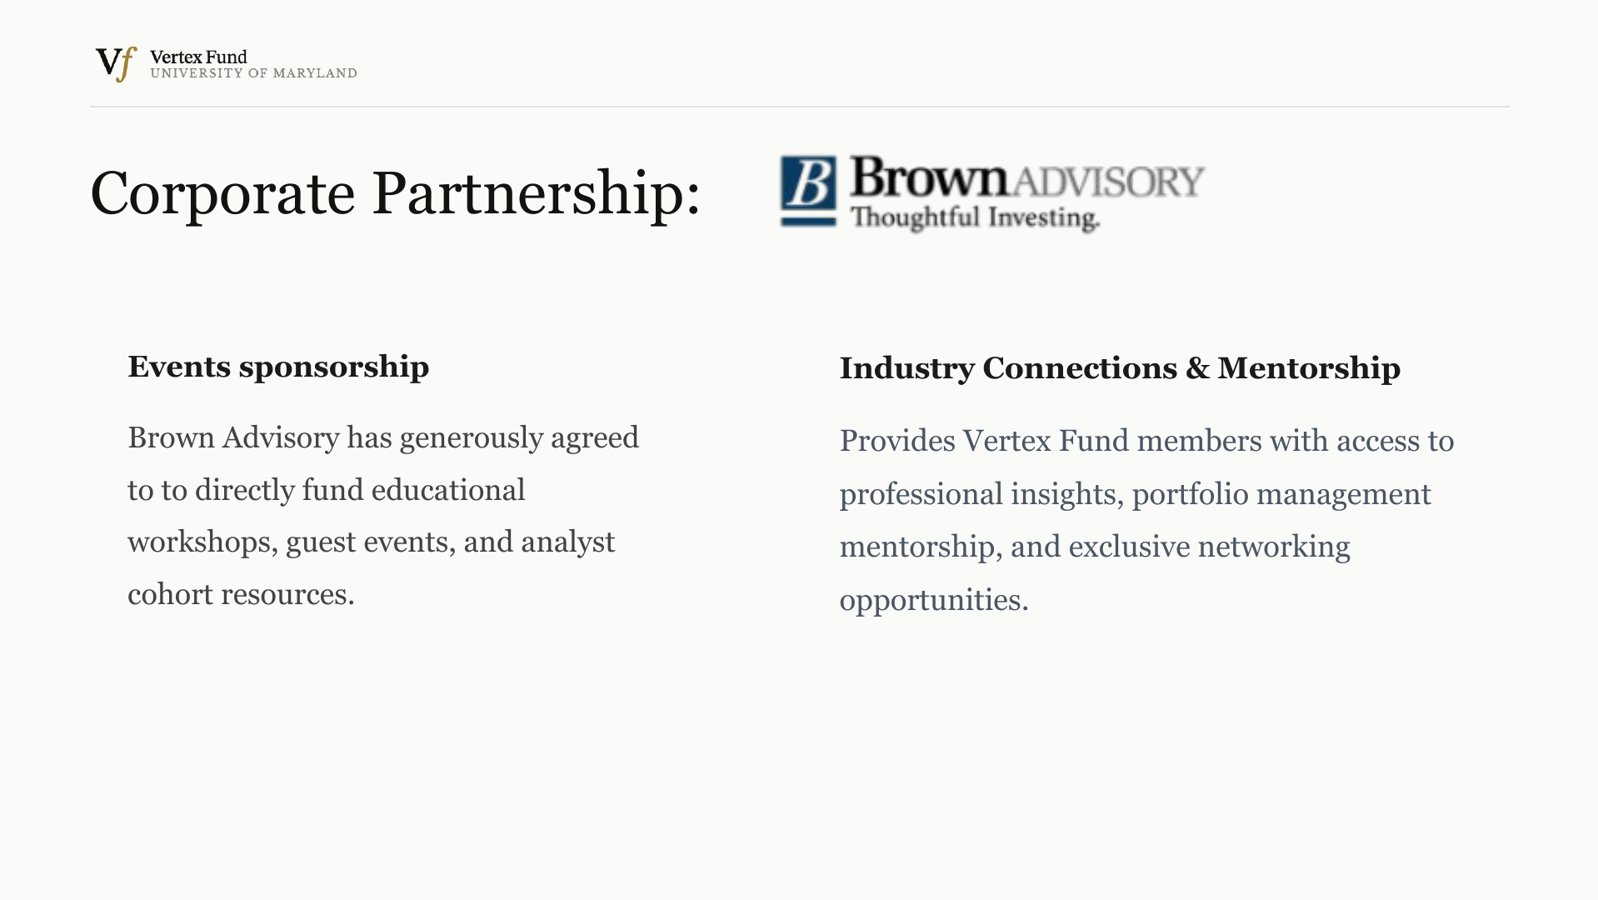 Vf Vertex Fund
UNIVERSITY OF MARYLAND
Corporate Partnership:
B BrownADVISORY
Thoughtful Investing.
Events sponsorship
Brown Advisory has generously agreed
to to directly fund educational
workshops, guest events, and analyst
cohort resources.
Industry Connections & Mentorship
Provides Vertex Fund members with access to
professional insights, portfolio management
mentorship, and exclusive networking
opportunities.